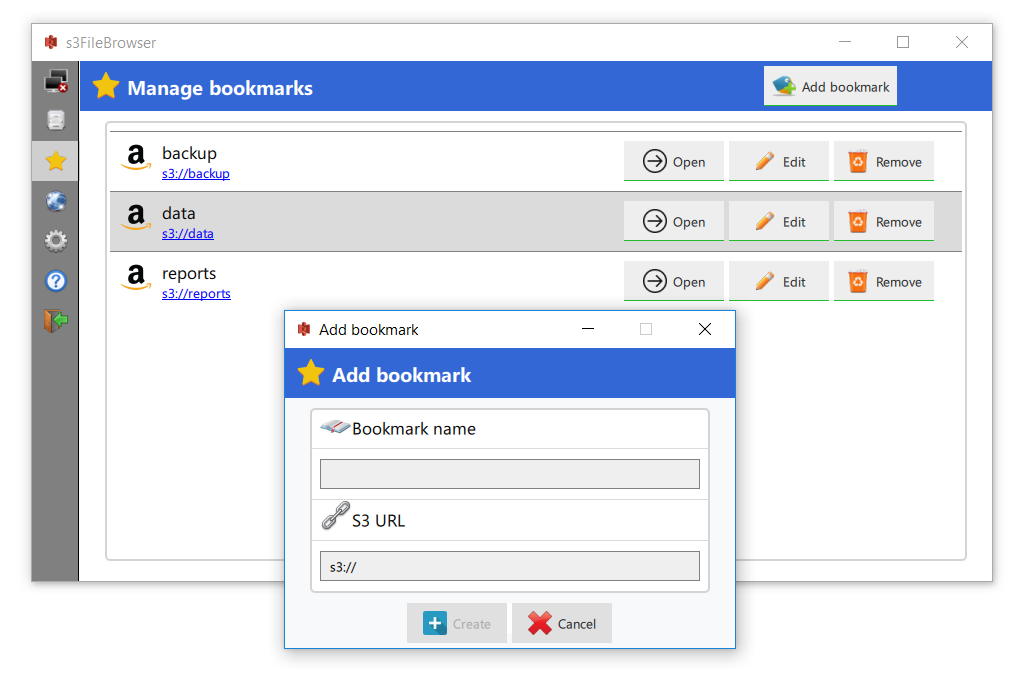 s3FileBrowser
Manage bookmarks
Add bookmark
backup
s3://backup
Open
Edit
Remove
data
s3://data
Open
Edit
Remove
reports
s3://reports
Open
Edit
Remove
Add bookmark
Add bookmark
Bookmark name
S3 URL
s3://
Create
Cancel